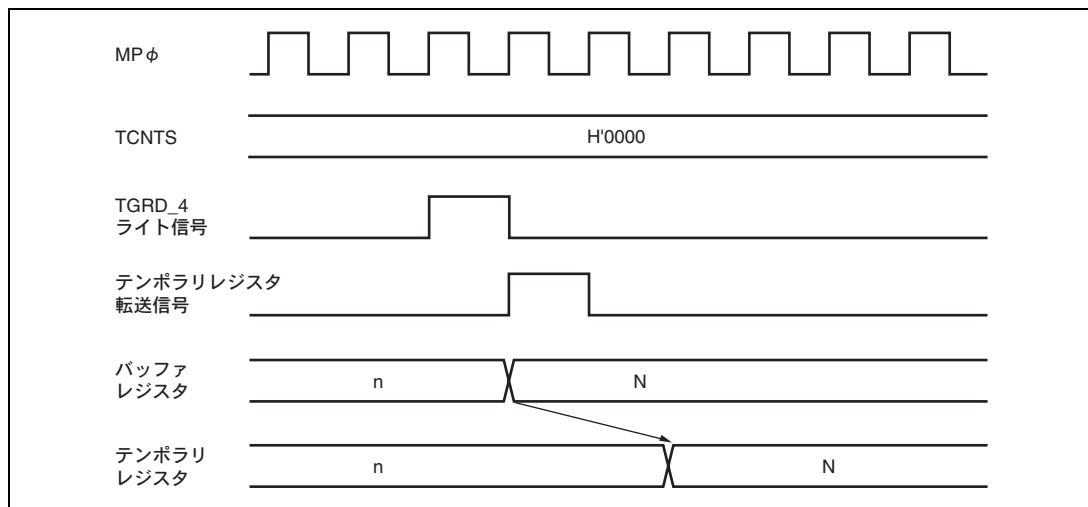 MPφ
TCNTS
H'0000
TGRD_4
ライト信号
テンポラリレジスタ
転送信号
バッファ
レジスタ
n
N
テンポラリ
レジスタ
n
N